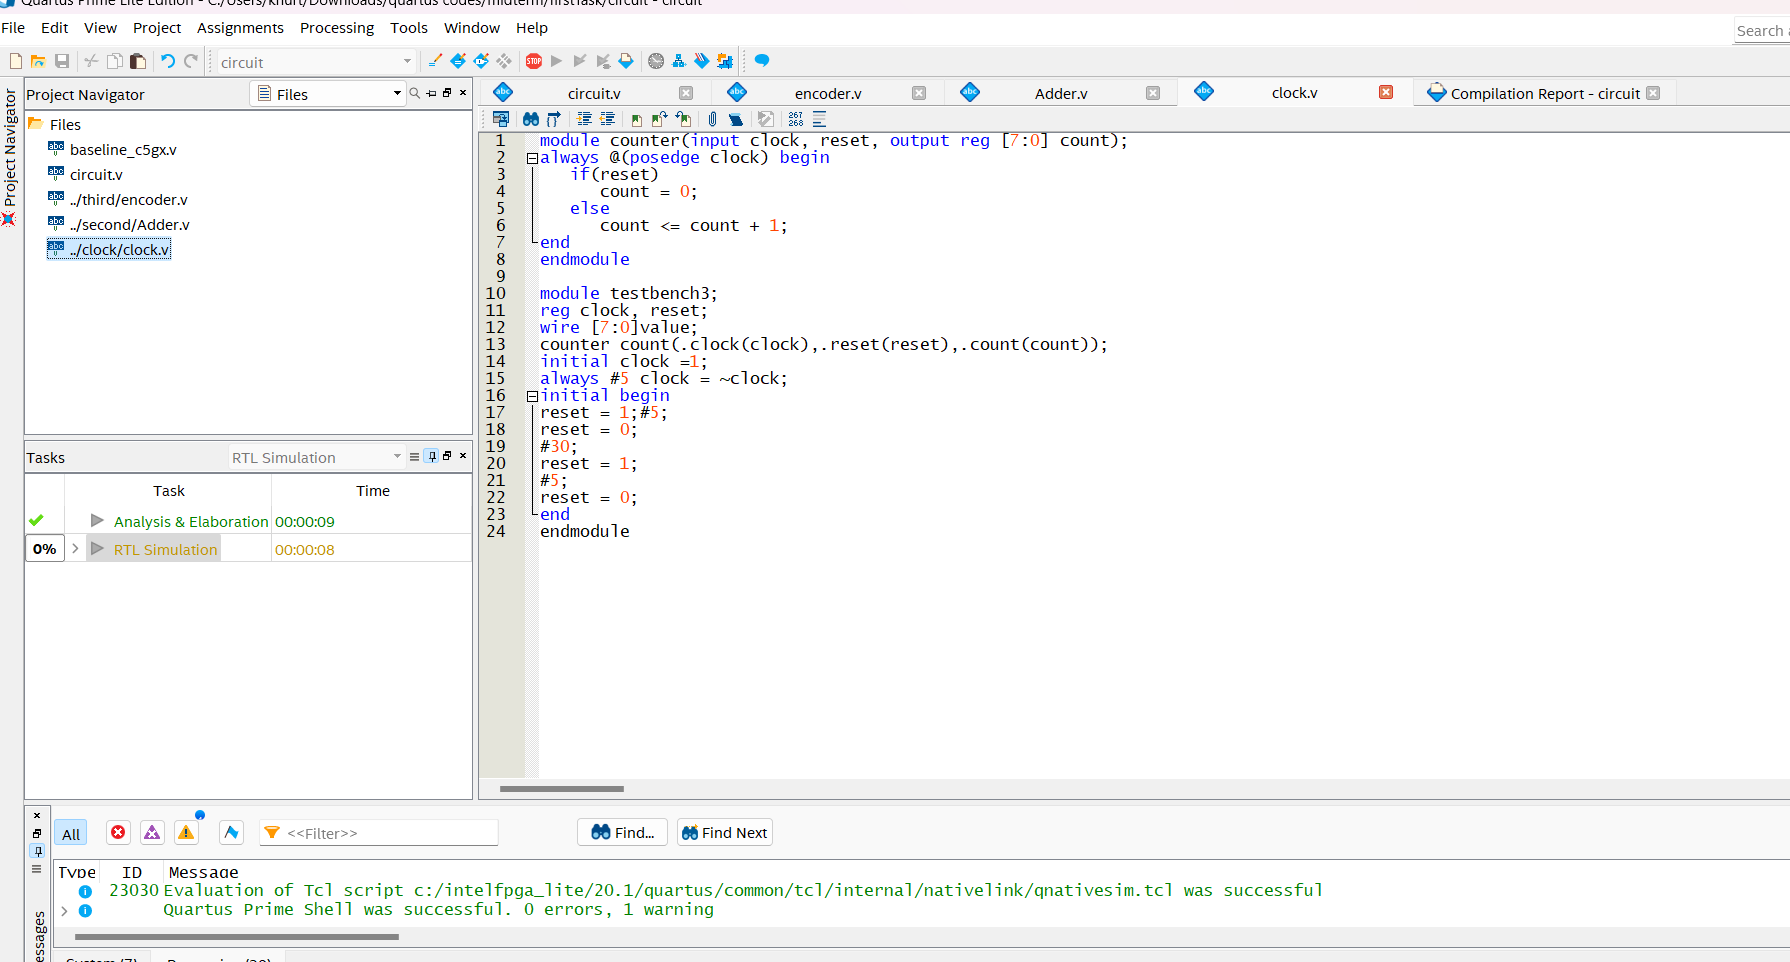 Quartus Prime Lite Edition - C:/Users/khurt/Downloads/quartus codes/midterm/firstTask/circuit - circuit
File Edit View Project Assignments Processing Tools Window Help
Search
circuit
STOP
Project Navigator
Files
circuit.v
encoder.v
Adder.v
clock.v
Compilation Report - circuit
Project Navigator
267
268
Files
baseline_c5gx.v
circuit.v
../third/encoder.v
../second/Adder.v
../clock/clock.v
1 module counter(input clock, reset, output reg [7:0] count);
2 always @(posedge clock) begin
3 if(reset)
4 count = 0;
5 else
6 count <= count + 1;
7 end
8 endmodule
9
10 module testbench3;
11 reg clock, reset;
12 wire [7:0]value;
13 counter count(.clock(clock),.reset(reset),.count(count));
14 initial clock =1;
15 always #5 clock = ~clock;
16 initial begin
17 reset = 1;#5;
18 reset = 0;
19 #30;
20 reset = 1;
21 #5;
22 reset = 0;
23 end
24 endmodule
Tasks
RTL Simulation
Task Time
Analysis & Elaboration 00:00:09
0% RTL Simulation 00:00:08
All
<<Filter>>
Find...
Find Next
Type ID Message
23030 Evaluation of Tcl script c:/intelfpga_lite/20.1/quartus/common/tcl/internal/nativelink/qnativesim.tcl was successful
Quartus Prime Shell was successful. 0 errors, 1 warning